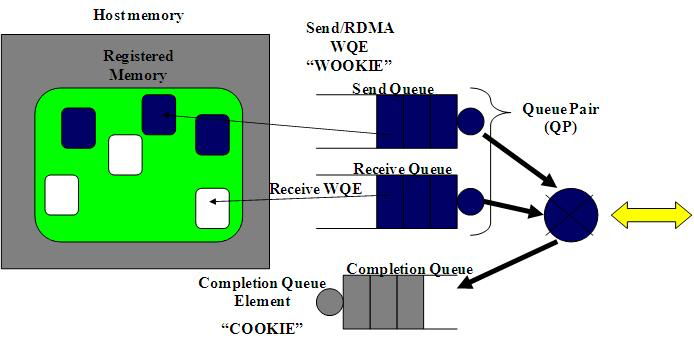 Host memory
Registered
Memory
Send/RDMA
WQE
“WOOKIE”
Send Queue
Queue Pair
(QP)
Receive Queue
Receive WQE
Completion Queue
Completion Queue
Element
“COOKIE”